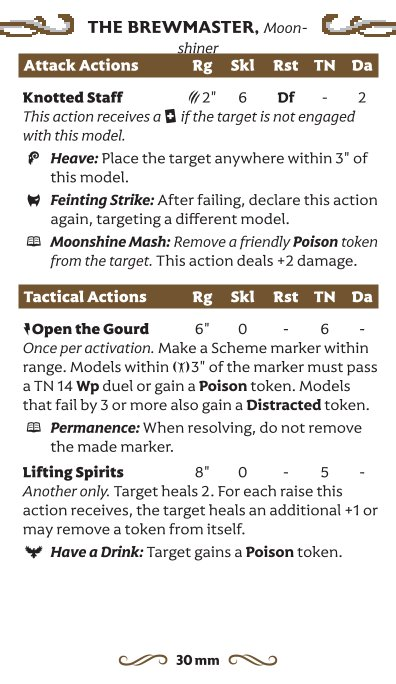 THE BREWMASTER, Moon-
shiner
Attack Actions Rg Skl Rst TN Da
Knotted Staff 2" 6 Df - 2
This action receives a if the target is not engaged
with this model.
Heave: Place the target anywhere within 3" of
this model.
Feinting Strike: After failing, declare this action
again, targeting a different model.
Moonshine Mash: Remove a friendly Poison token
from the target. This action deals +2 damage.
Tactical Actions Rg Skl Rst TN Da
Open the Gourd 6" 0 - 6 -
Once per activation. Make a Scheme marker within
range. Models within 3" of the marker must pass
a TN 14 Wp duel or gain a Poison token. Models
that fail by 3 or more also gain a Distracted token.
Permanence: When resolving, do not remove
the made marker.
Lifting Spirits 8" 0 - 5 -
Another only. Target heals 2. For each raise this
action receives, the target heals an additional +1 or
may remove a token from itself.
Have a Drink: Target gains a Poison token.
30 mm